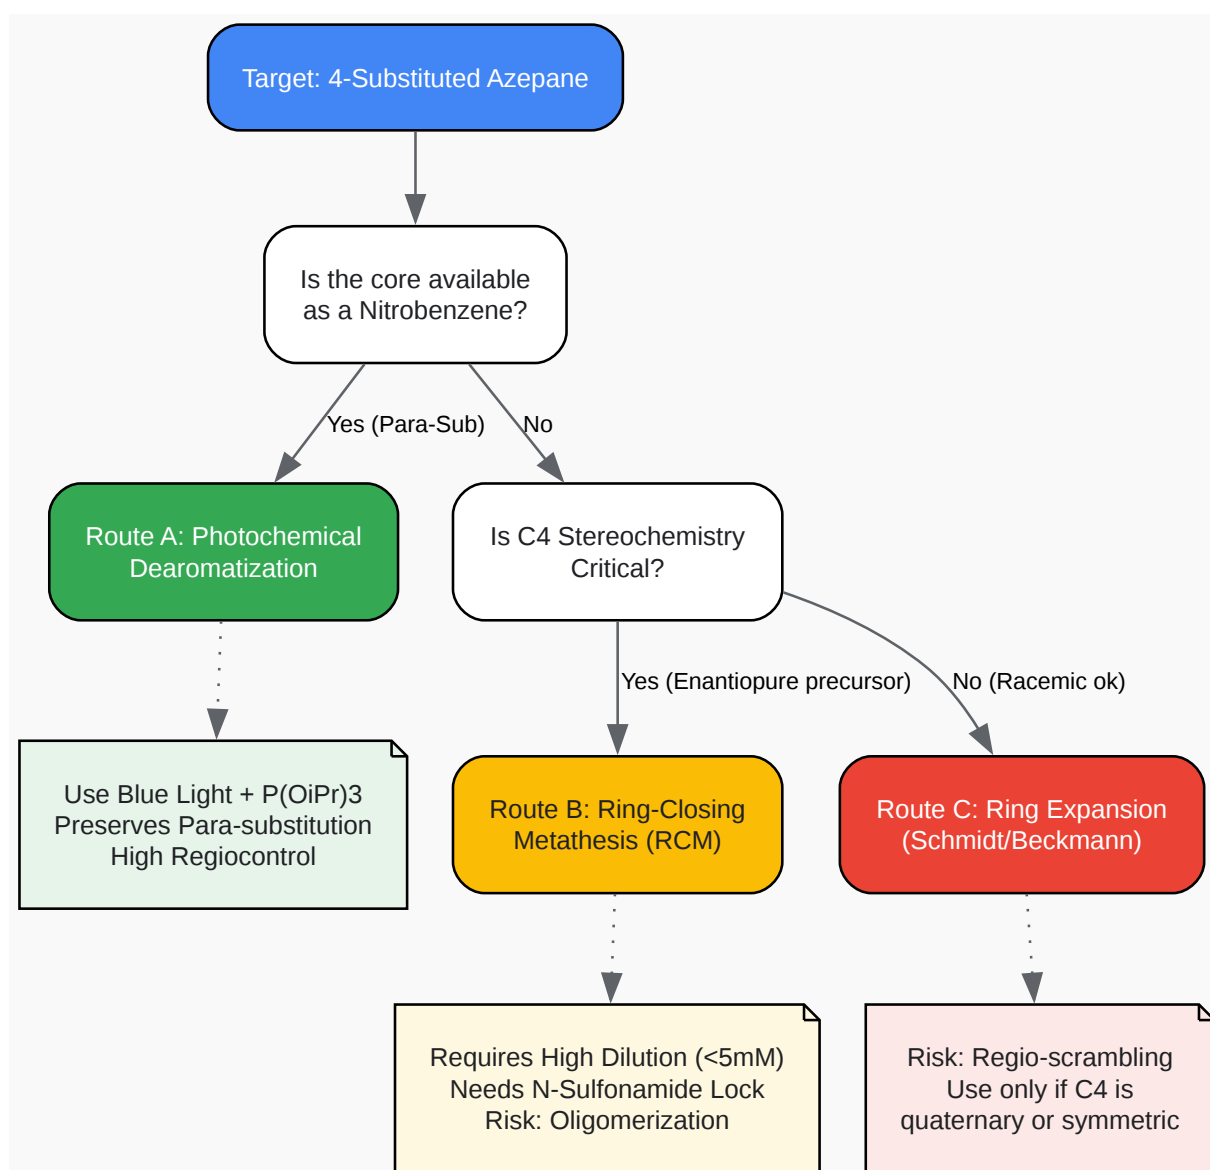 Target: 4-Substituted Azepane
Is the core available
as a Nitrobenzene?
Yes (Para-Sub)
No
Route A: Photochemical
Dearomatization
Is C4 Stereochemistry
Critical?
Yes (Enantiopure precursor)
No (Racemic ok)
Use Blue Light + P(OiPr)3
Preserves Para-substitution
High Regiocontrol
Route B: Ring-Closing
Metathesis (RCM)
Route C: Ring Expansion
(Schmidt/Beckmann)
Requires High Dilution (<5mM)
Needs N-Sulfonamide Lock
Risk: Oligomerization
Risk: Regio-scrambling
Use only if C4 is
quaternary or symmetric